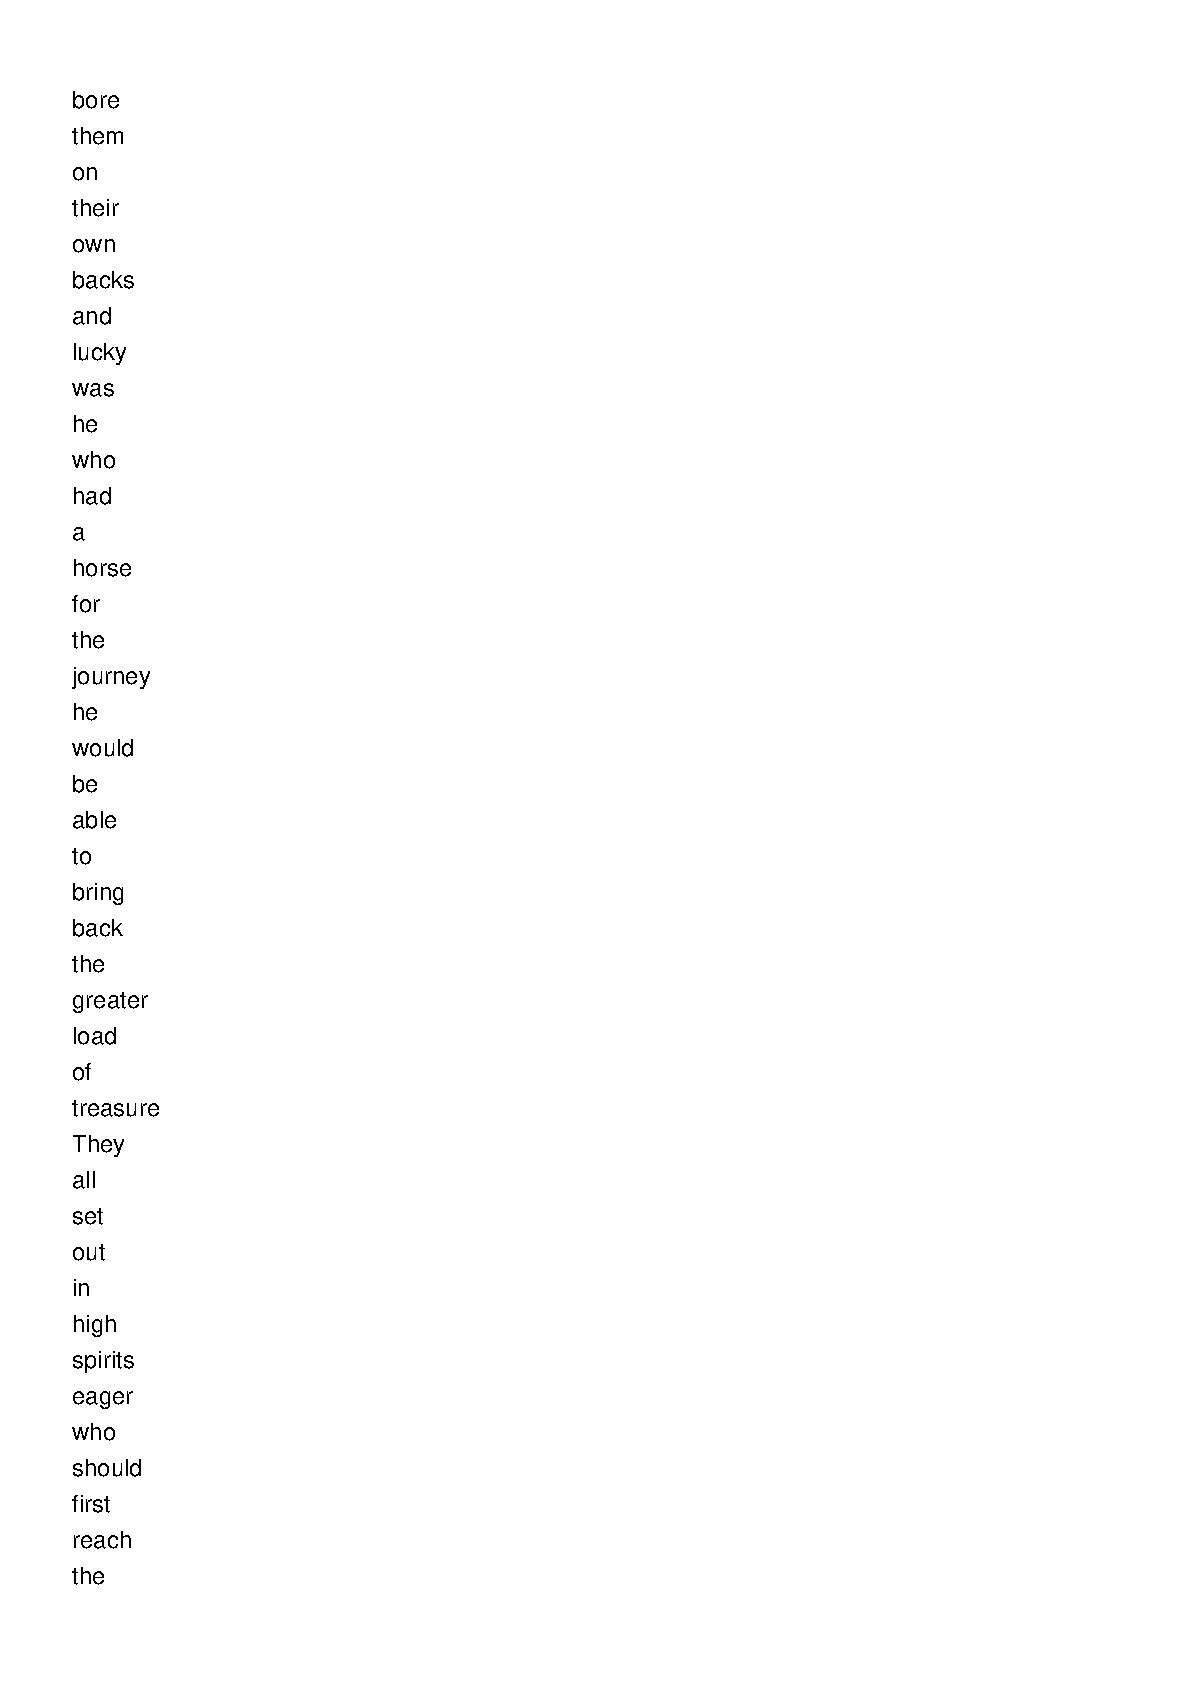 bore
them
on
their
own
backs
and
lucky
was
he
who
had
a
horse
for
the
journey
he
would
be
able
to
bring
back
the
greater
load
of
treasure
They
all
set
out
in
high
spirits
eager
who
should
first
reach
the